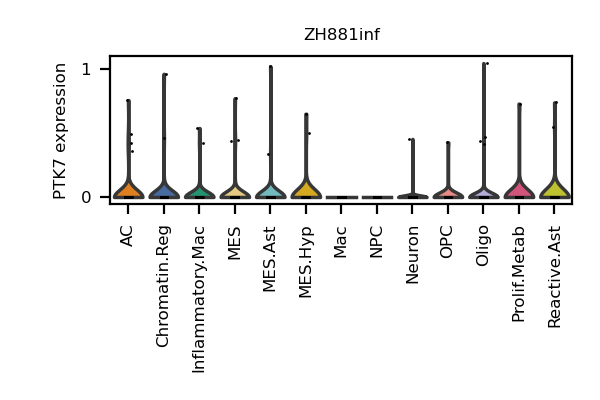 ZH881inf
PTK7 expression
1
0
AC
Chromatin.Reg
Inflammatory.Mac
MES
MES.Ast
MES.Hyp
Mac
NPC
Neuron
OPC
Oligo
Prolif.Metab
Reactive.Ast